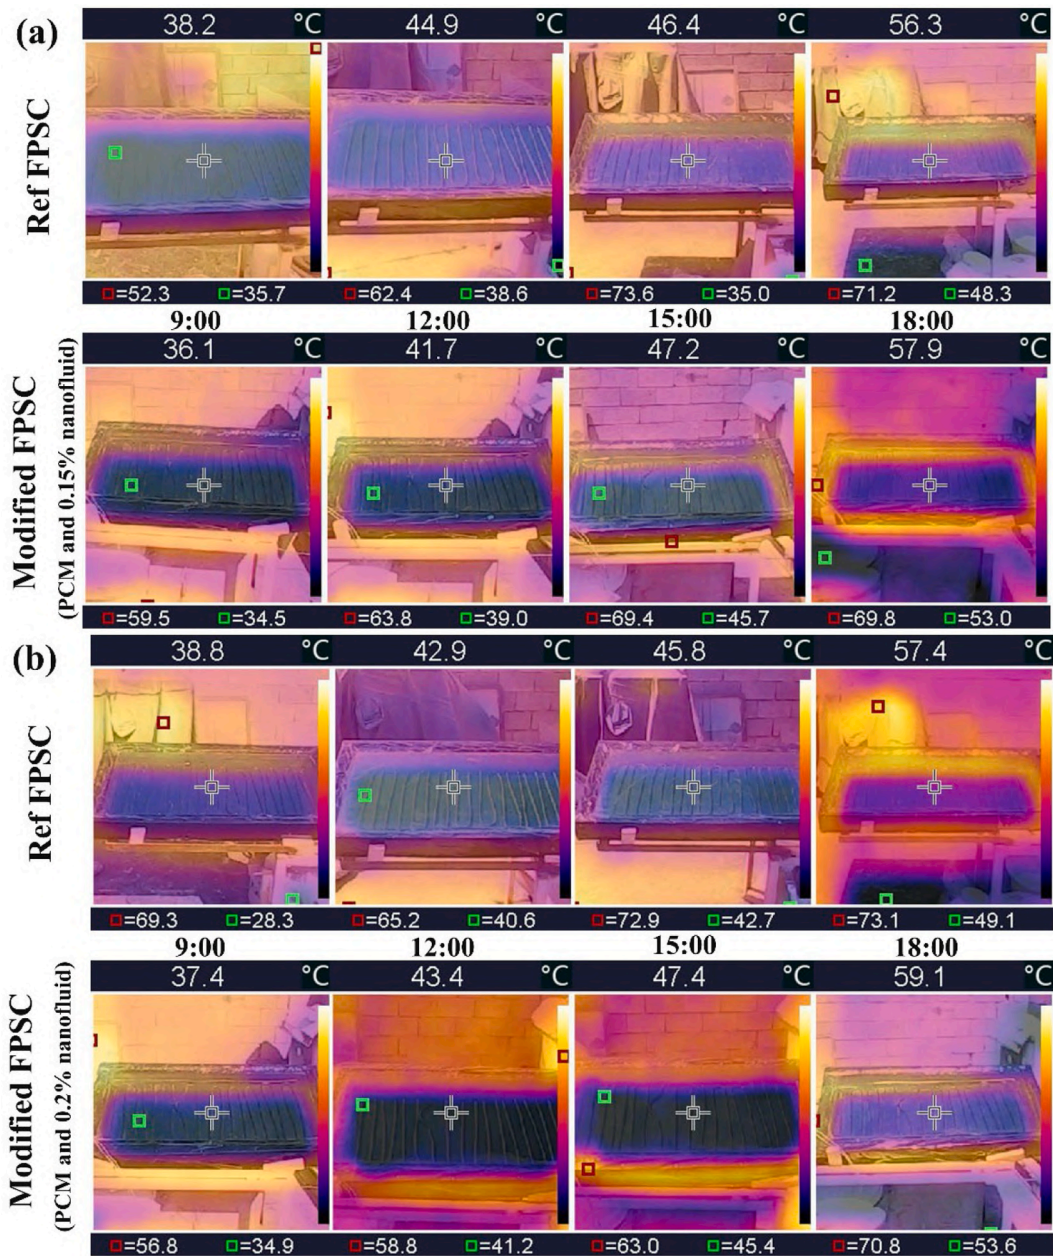 (a)
38.2 °C 44.9 °C 46.4 °C 56.3 °C
Ref FPSC
=52.3 =35.7 =62.4 =38.6 =73.6 =35.0 =71.2 =48.3
9:00 12:00 15:00 18:00
36.1 °C 41.7 °C 47.2 °C 57.9 °C
Modified FPSC
(PCM and 0.15% nanofluid)
=59.5 =34.5 =63.8 =39.0 =69.4 =45.7 =69.8 =53.0
(b)
38.8 °C 42.9 °C 45.8 °C 57.4 °C
Ref FPSC
=69.3 =28.3 =65.2 =40.6 =72.9 =42.7 =73.1 =49.1
9:00 12:00 15:00 18:00
37.4 °C 43.4 °C 47.4 °C 59.1 °C
Modified FPSC
(PCM and 0.2% nanofluid)
=56.8 =34.9 =58.8 =41.2 =63.0 =45.4 =70.8 =53.6